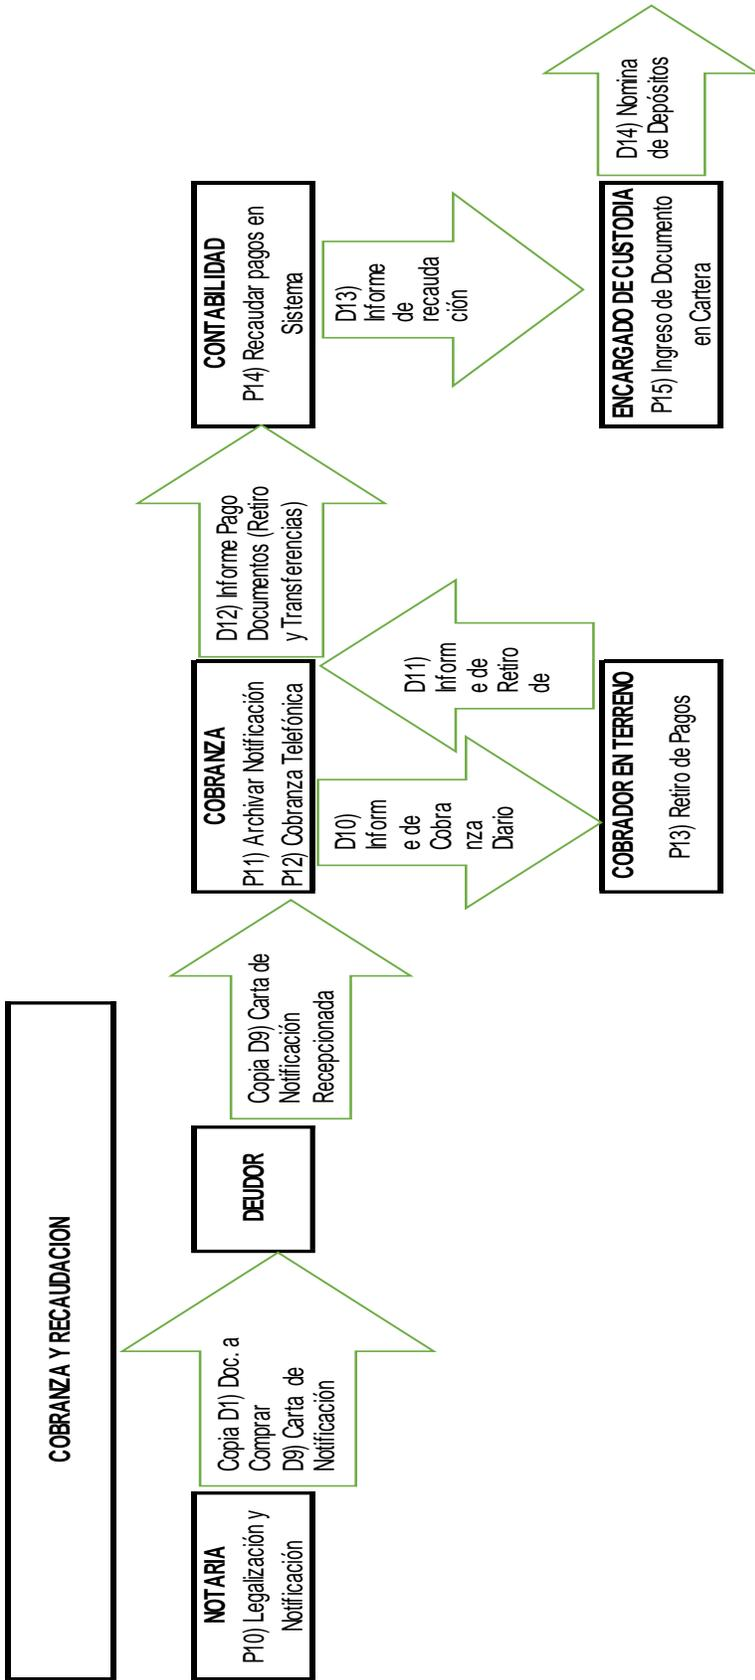 COBRANZA Y RECAUDACION
NOTARIA
P10) Legalización y
Notificación
Copia D1) Doc. a
Comprar
D9) Carta de
Notificación
DEUDOR
Copia D9) Carta de
Notificación
Recepcionada
COBRANZA
P11) Archivar Notificación
P12) Cobranza Telefónica
D10)
Inform
e de
Cobra
nza
Diario
D11)
Inform
e de
Retiro
de
COBRADOR EN TERRENO
P13) Retiro de Pagos
D12) Informe Pago
Documentos (Retiro
y Transferencias)
CONTABILIDAD
P14) Recaudar pagos en
Sistema
D13)
Informe
de
recauda
ción
ENCARGADO DE CUSTODIA
P15) Ingreso de Documento
en Cartera
D14) Nomina
de Depósitos